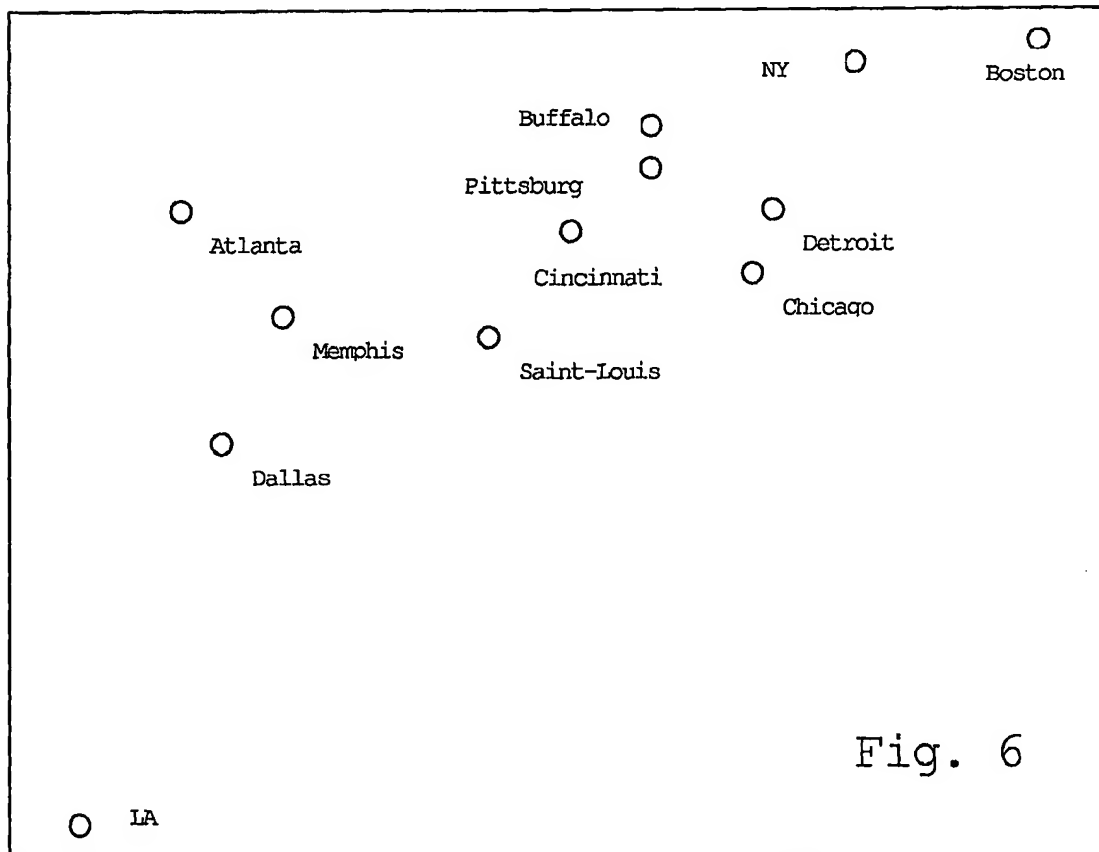 NY
Boston
Buffalo
Pittsburg
Atlanta
Detroit
Cincinnati
Chicago
Memphis
Saint-Louis
Dallas
Fig. 6
LA